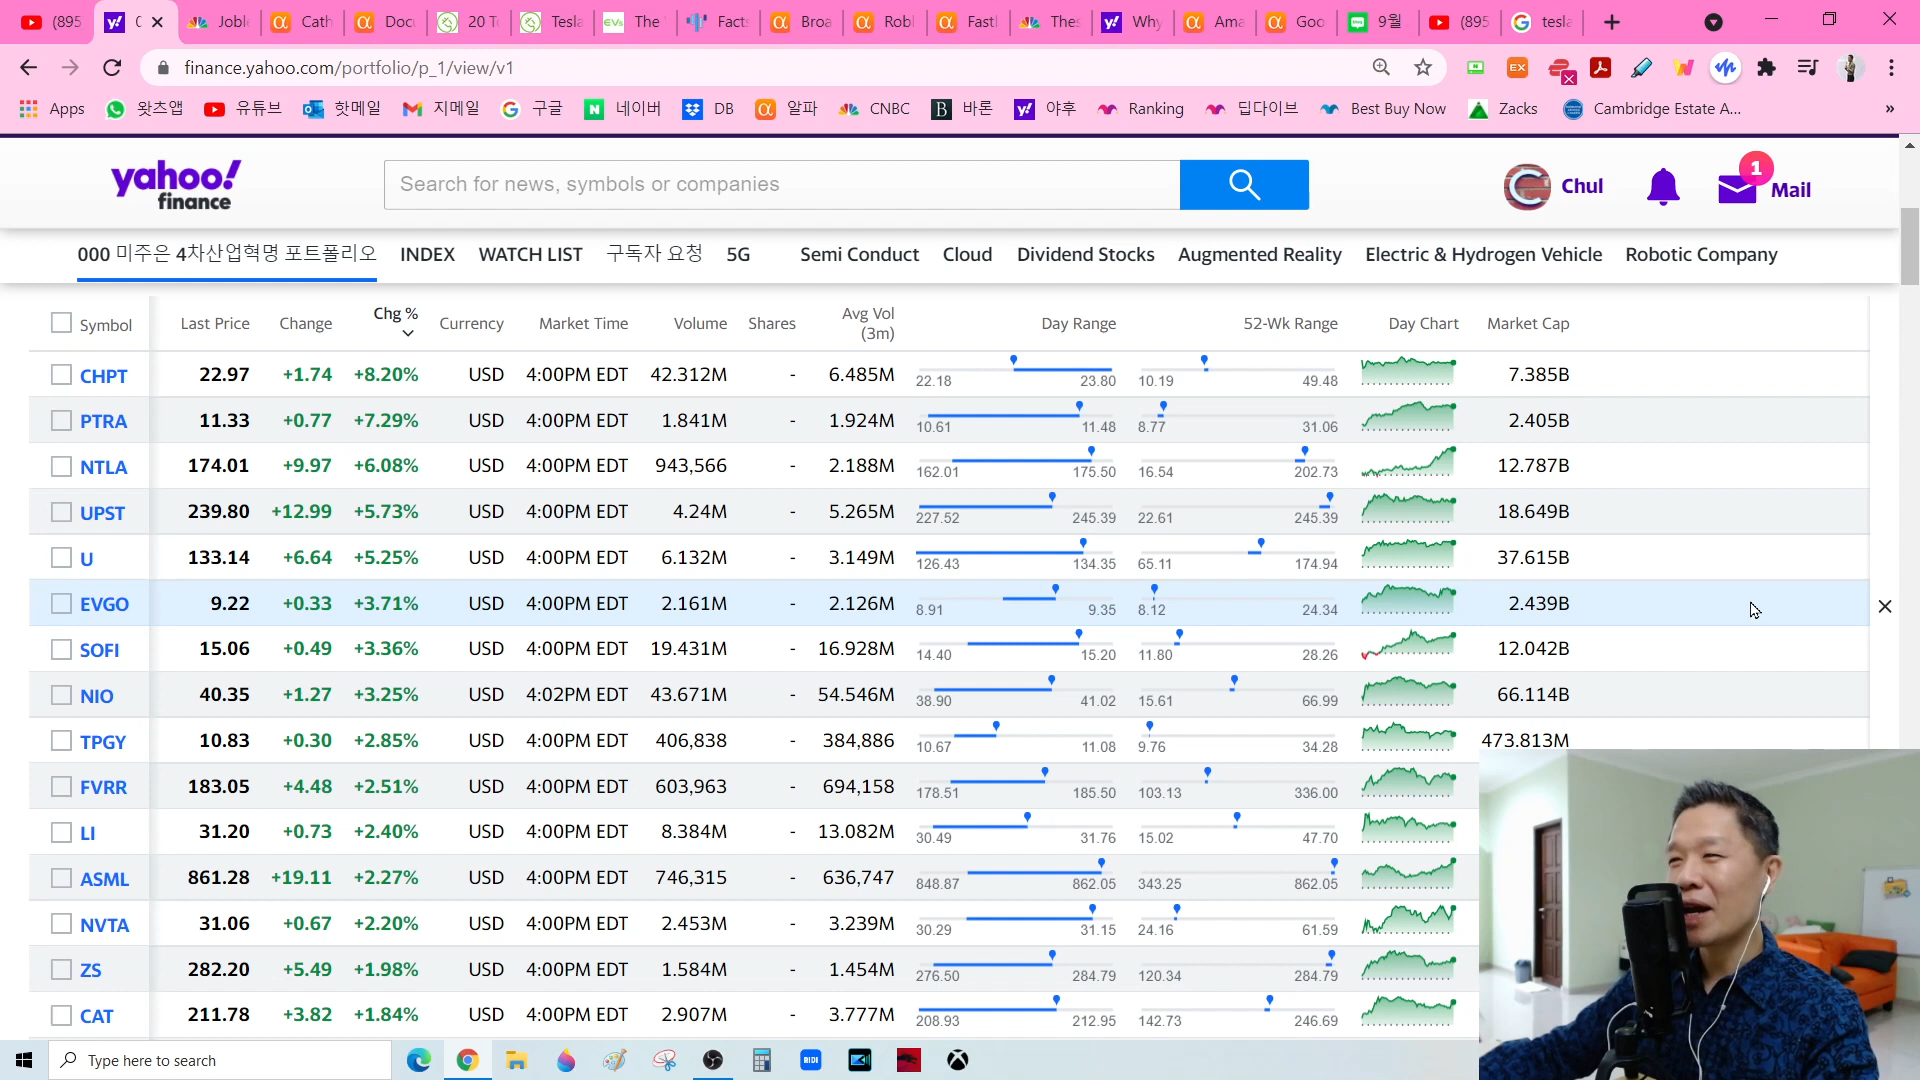 (895
Jobl
Cath
Docu
20 To
Tesla
EVs
The
Facts
Broa
Robl
Fastl
Thes
y!
Why
Ama
Goo
9월
(895
tesla
finance.yahoo.com/portfolio/p_1/view/v1
EX
Apps
왓츠앱
유튜브
핫메일
지메일
구글
N
네이버
DB
알파
CNBC
B
바론
y!
야후
Ranking
딥다이브
Best Buy Now
Zacks
Cambridge Estate A...
»
yahoo!
finance
Search for news, symbols or companies
C
Chul
1
Mail
000 미주은 4차산업혁명 포트폴리오 INDEX WATCH LIST 구독자 요청 5G Semi Conduct Cloud Dividend Stocks Augmented Reality Electric & Hydrogen Vehicle Robotic Company
Symbol Last Price Change Chg % Currency Market Time Volume Shares Avg Vol (3m) Day Range 52-Wk Range Day Chart Market Cap
CHPT 22.97 +1.74 +8.20% USD 4:00PM EDT 42.312M - 6.485M 22.18 23.80 10.19 49.48 7.385B
PTRA 11.33 +0.77 +7.29% USD 4:00PM EDT 1.841M - 1.924M 10.61 11.48 8.77 31.06 2.405B
NTLA 174.01 +9.97 +6.08% USD 4:00PM EDT 943,566 - 2.188M 162.01 175.50 16.54 202.73 12.787B
UPST 239.80 +12.99 +5.73% USD 4:00PM EDT 4.24M - 5.265M 227.52 245.39 22.61 245.39 18.649B
U 133.14 +6.64 +5.25% USD 4:00PM EDT 6.132M - 3.149M 126.43 134.35 65.11 174.94 37.615B
EVGO 9.22 +0.33 +3.71% USD 4:00PM EDT 2.161M - 2.126M 8.91 9.35 8.12 24.34 2.439B
SOFI 15.06 +0.49 +3.36% USD 4:00PM EDT 19.431M - 16.928M 14.40 15.20 11.80 28.26 12.042B
NIO 40.35 +1.27 +3.25% USD 4:02PM EDT 43.671M - 54.546M 38.90 41.02 15.61 66.99 66.114B
TPGY 10.83 +0.30 +2.85% USD 4:00PM EDT 406,838 - 384,886 10.67 11.08 9.76 34.28 473.813M
FVRR 183.05 +4.48 +2.51% USD 4:00PM EDT 603,963 - 694,158 178.51 185.50 103.13 336.00
LI 31.20 +0.73 +2.40% USD 4:00PM EDT 8.384M - 13.082M 30.49 31.76 15.02 47.70
ASML 861.28 +19.11 +2.27% USD 4:00PM EDT 746,315 - 636,747 848.87 862.05 343.25 862.05
NVTA 31.06 +0.67 +2.20% USD 4:00PM EDT 2.453M - 3.239M 30.29 31.15 24.16 61.59
ZS 282.20 +5.49 +1.98% USD 4:00PM EDT 1.584M - 1.454M 276.50 284.79 120.34 284.79
CAT 211.78 +3.82 +1.84% USD 4:00PM EDT 2.907M - 3.777M 208.93 212.95 142.73 246.69
Type here to search
RIDI